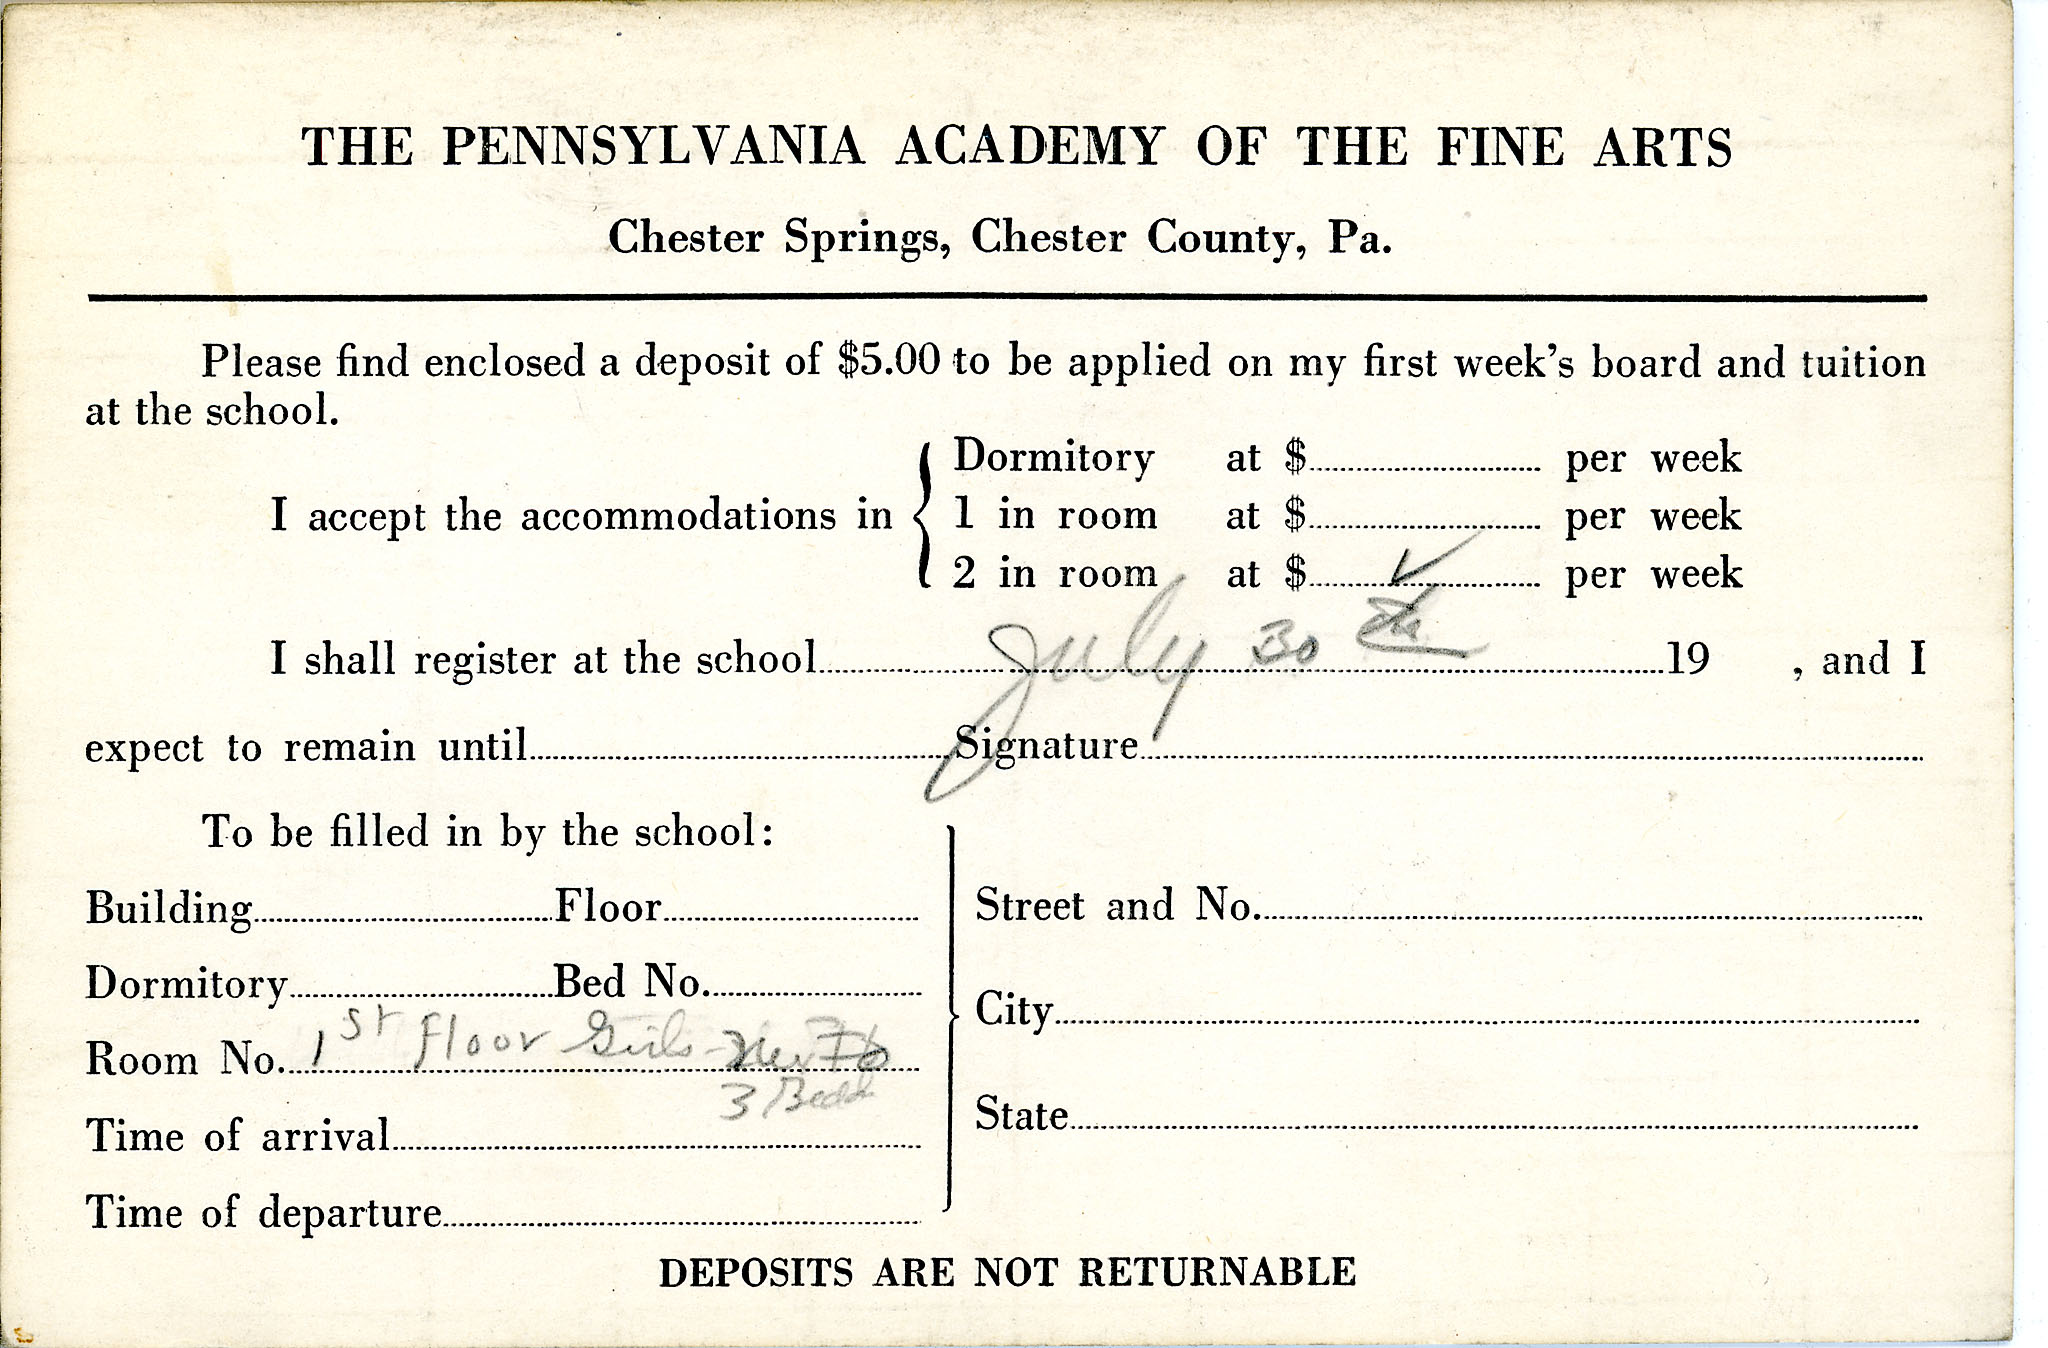 THE PENNSYLVANIA ACADEMY OF THE FINE ARTS
Chester Springs, Chester County, Pa.
Please find enclosed a deposit of $5.00 to be applied on my first week's board and tuition
at the school.
I accept the accommodations in
Dormitory at $ per week
1 in room at $ per week
2 in room at $ ✓ per week
I shall register at the school July 30 th 19 , and I
expect to remain until Signature
To be filled in by the school:
Building Floor
Dormitory Bed No.
Room No. 1st floor Girls
3 Beds
Time of arrival
Time of departure
Street and No.
City
State
DEPOSITS ARE NOT RETURNABLE